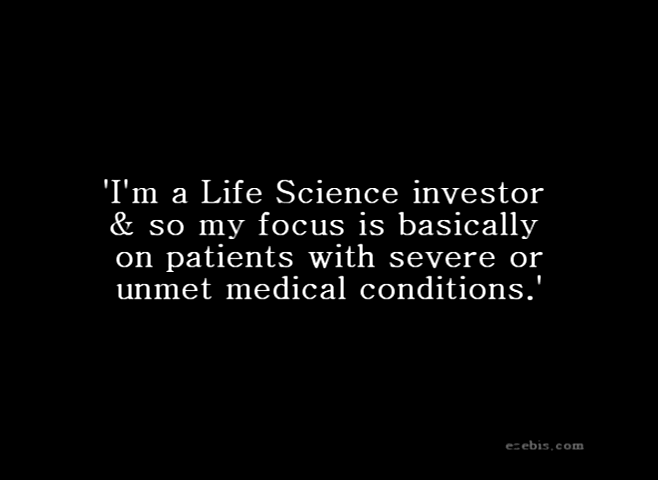 'I'm a Life Science investor
& so my focus is basically
on patients with severe or
unmet medical conditions.'
ezebis.com